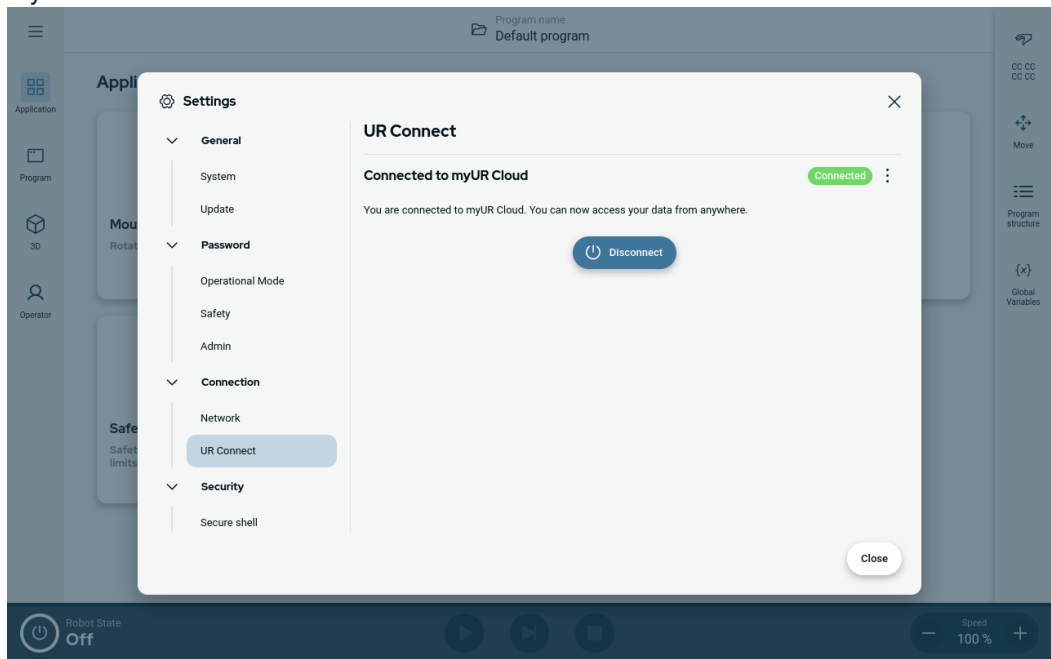 Program name
Default program
Appli
CC CC
CC CC
Application
Move
Program
Program
structure
3D
Global
Variables
Operator
Mou
Rotat
Safe
Safet
limits
Settings
General
System
Update
Password
Operational Mode
Safety
Admin
Connection
Network
UR Connect
Security
Secure shell
UR Connect
Connected to myUR Cloud
Connected
You are connected to myUR Cloud. You can now access your data from anywhere.
Disconnect
Close
Robot State
Off
Speed
100 %
{x}